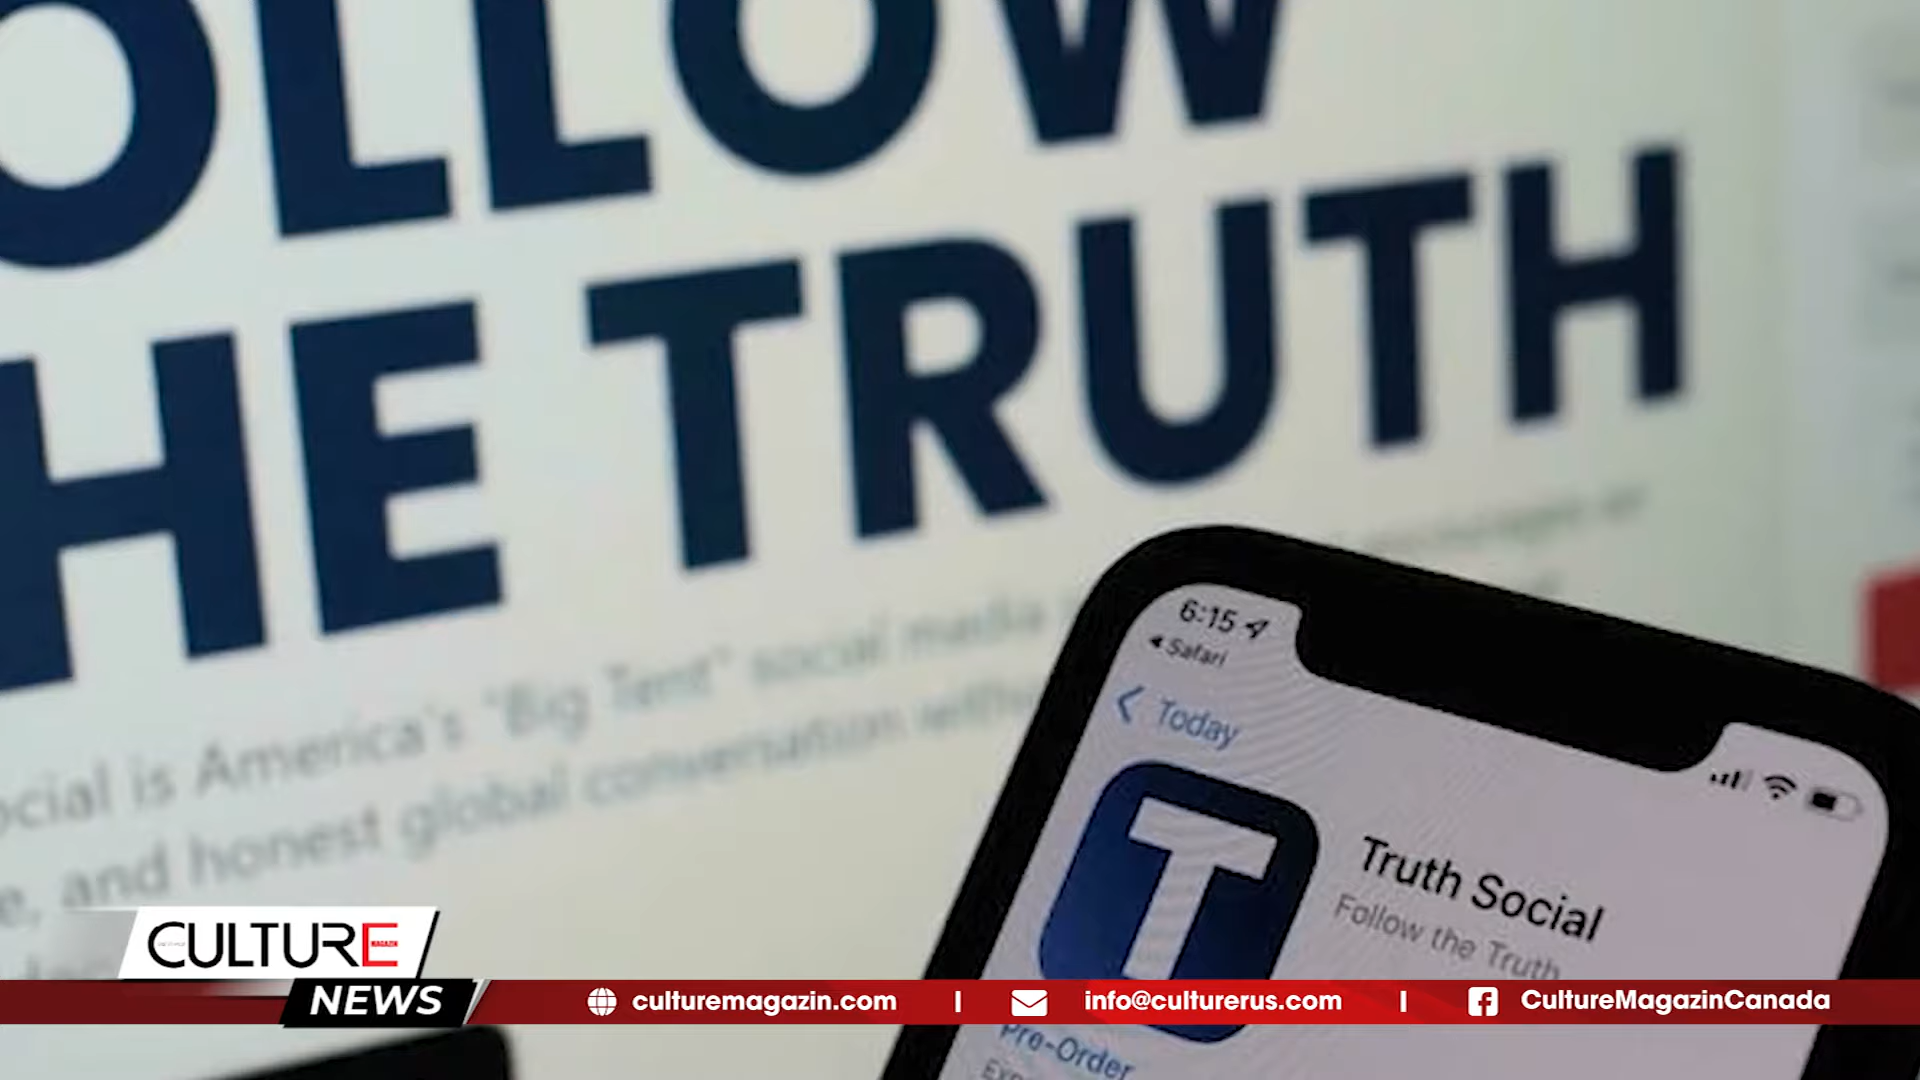 OLLOW
HE TRUTH
ocial is America's "Big Tent" social media
encourages
e, and honest global conversation
6:15
Safari
Today
Truth Social
Follow the Truth
Pre-Order
CULTURE
MAGAZIN
NEWS
culturemagazin.com | info@culturerus.com | CultureMagazinCanada